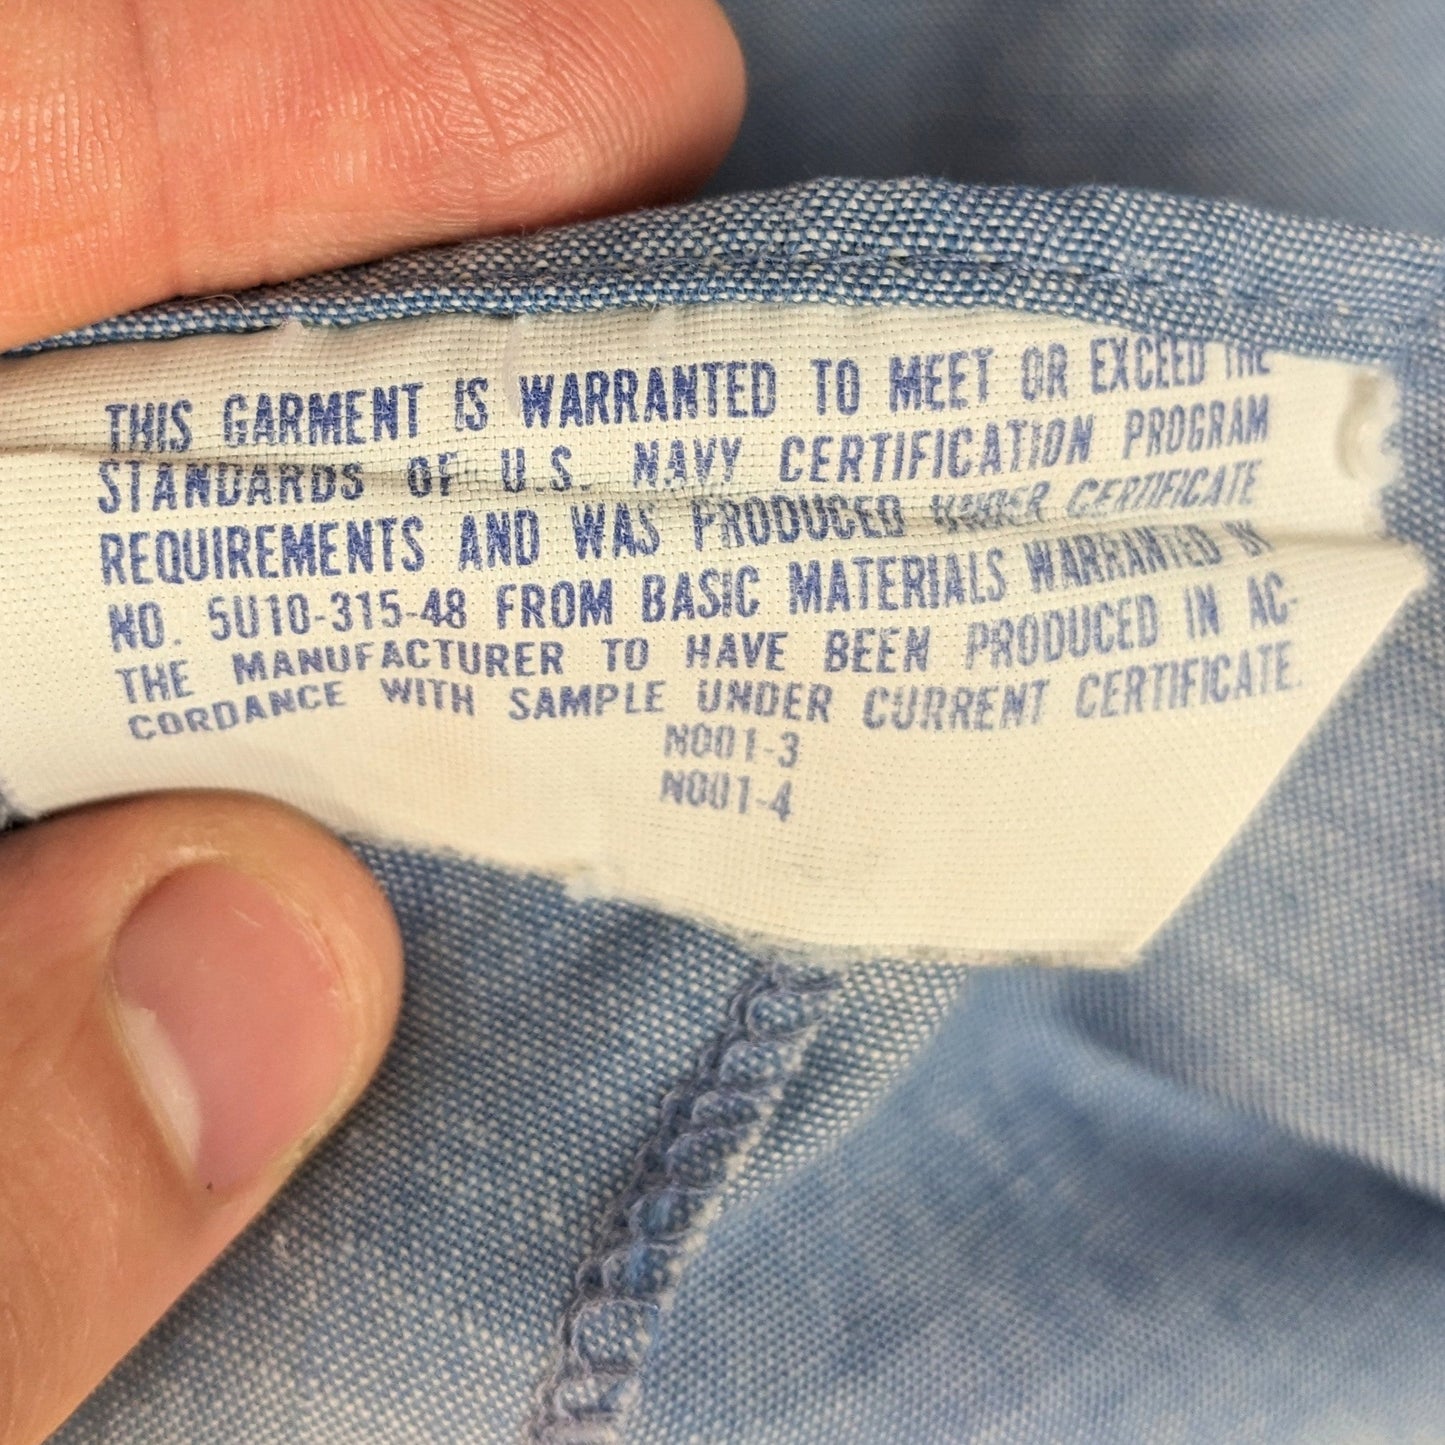 THIS GARMENT IS WARRANTED TO MEET OR EXCEED THE
STANDARDS OF U.S. NAVY CERTIFICATION PROGRAM
REQUIREMENTS AND WAS PRODUCED UNDER CERTIFICATE
NO. 5U10-315-48 FROM BASIC MATERIALS WARRANTED BY
THE MANUFACTURER TO HAVE BEEN PRODUCED IN AC-
CORDANCE WITH SAMPLE UNDER CURRENT CERTIFICATE.
N001-3
N001-4